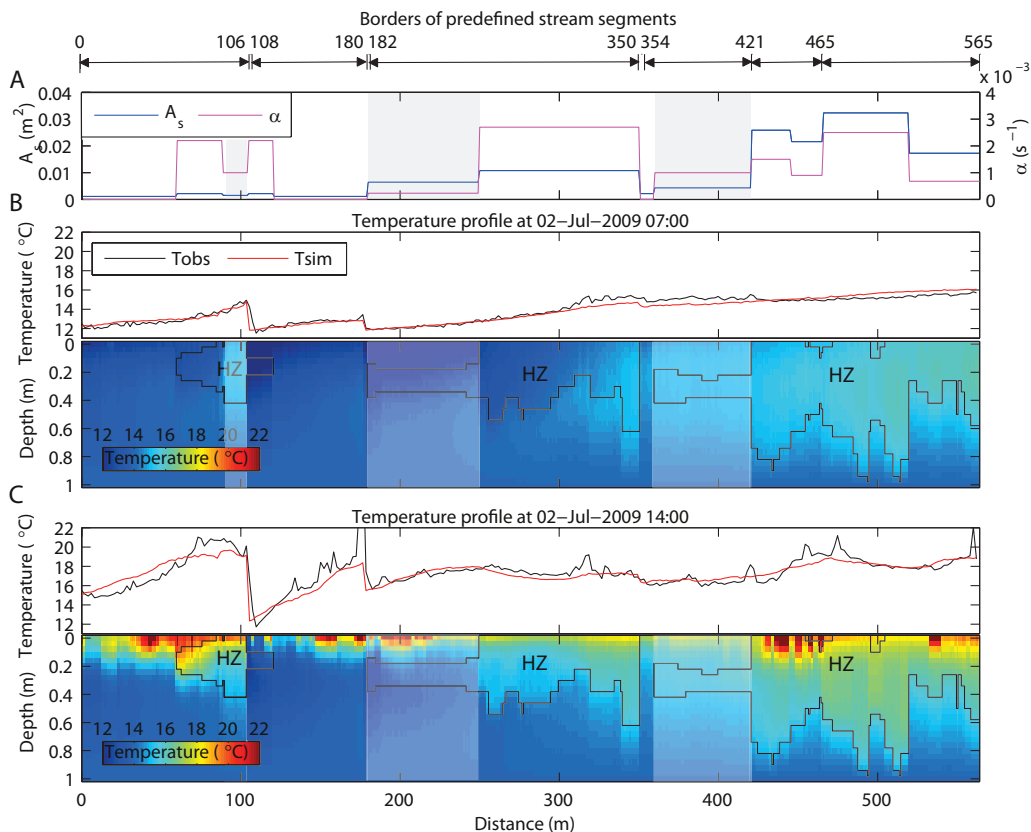 Borders of predefined stream segments
0 106 108 180 182 350 354 421 465 565
A
x 10⁻³
A_s (m²)
0.04
0.03
0.02
0.01
0
A_s α
4
3
2
1
0
α (s⁻¹)
B
Temperature profile at 02−Jul−2009 07:00
Temperature ( °C)
22
20
18
16
14
12
Tobs Tsim
Depth (m)
0
0.2
0.4
0.6
0.8
1
HZ HZ HZ
12 14 16 18 20 22
Temperature ( °C)
C
Temperature profile at 02−Jul−2009 14:00
Temperature ( °C)
22
20
18
16
14
12
Depth (m)
0
0.2
0.4
0.6
0.8
1
HZ HZ HZ
12 14 16 18 20 22
Temperature ( °C)
0 100 200 300 400 500
Distance (m)